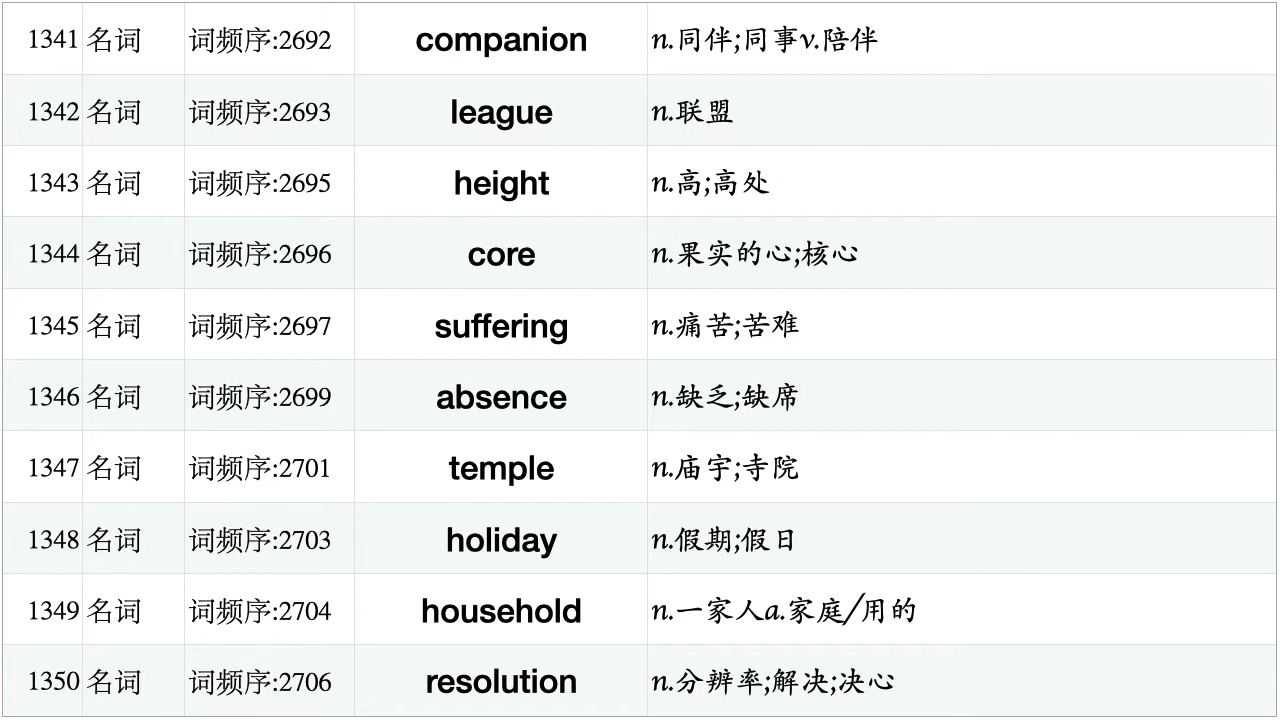 1341 名词 词频序:2692 companion n.同伴;同事v.陪伴
1342 名词 词频序:2693 league n.联盟
1343 名词 词频序:2695 height n.高;高处
1344 名词 词频序:2696 core n.果实的心;核心
1345 名词 词频序:2697 suffering n.痛苦;苦难
1346 名词 词频序:2699 absence n.缺乏;缺席
1347 名词 词频序:2701 temple n.庙宇;寺院
1348 名词 词频序:2703 holiday n.假期;假日
1349 名词 词频序:2704 household n.一家人a.家庭/用的
1350 名词 词频序:2706 resolution n.分辨率;解决;决心